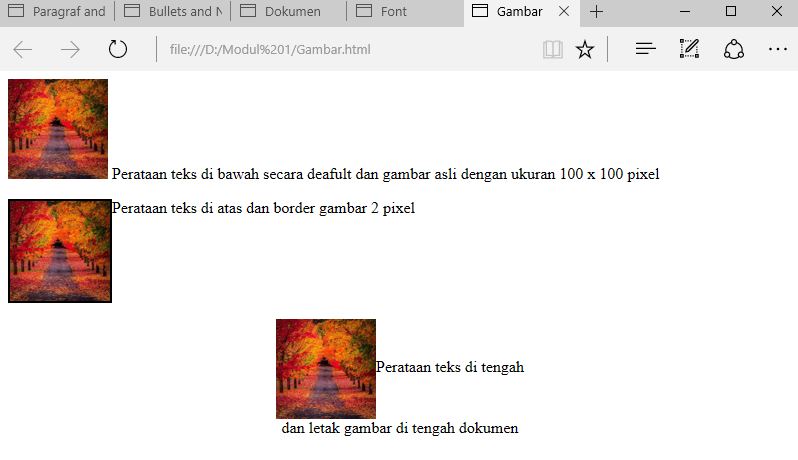 Paragraf and
Bullets and N
Dokumen
Font
Gambar
file:///D:/Modul%201/Gambar.html
Perataan teks di bawah secara deafult dan gambar asli dengan ukuran 100 x 100 pixel
Perataan teks di atas dan border gambar 2 pixel
Perataan teks di tengah
dan letak gambar di tengah dokumen